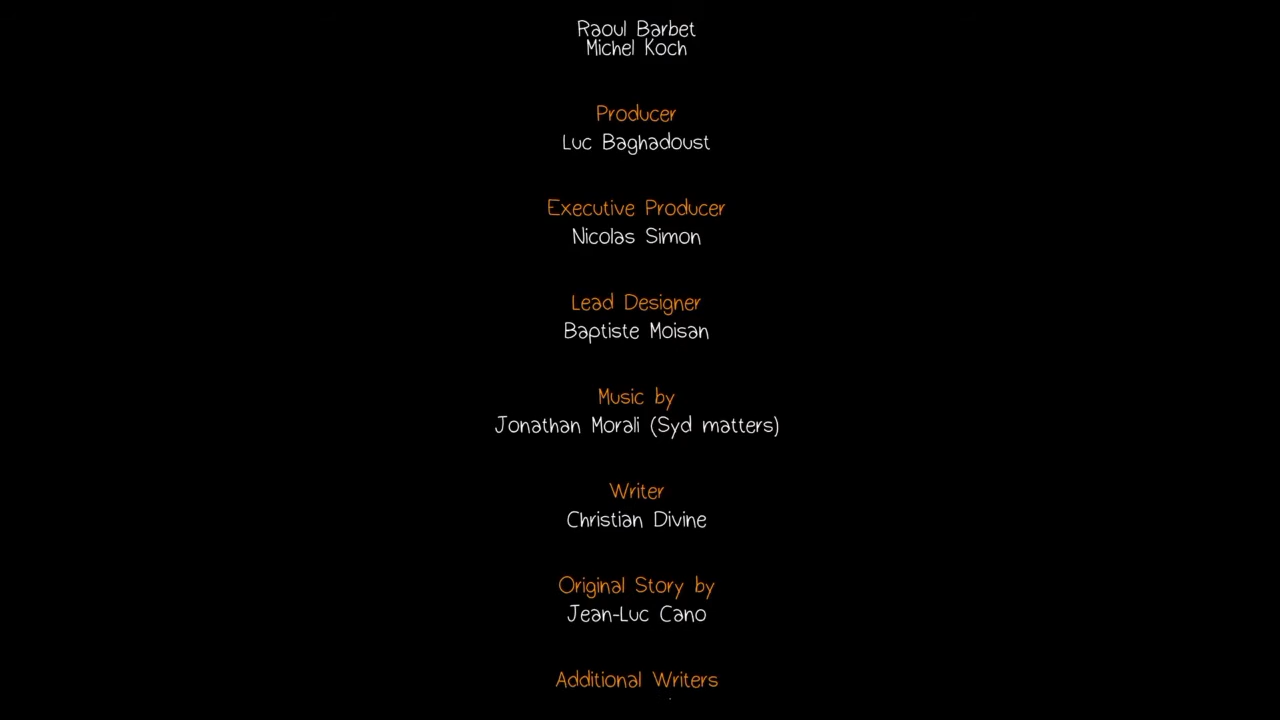 Raoul Barbet
Michel Koch
Producer
Luc Baghadoust
Executive Producer
Nicolas Simon
Lead Designer
Baptiste Moisan
Music by
Jonathan Morali (Syd matters)
Writer
Christian Divine
Original Story by
Jean-Luc Cano
Additional Writers